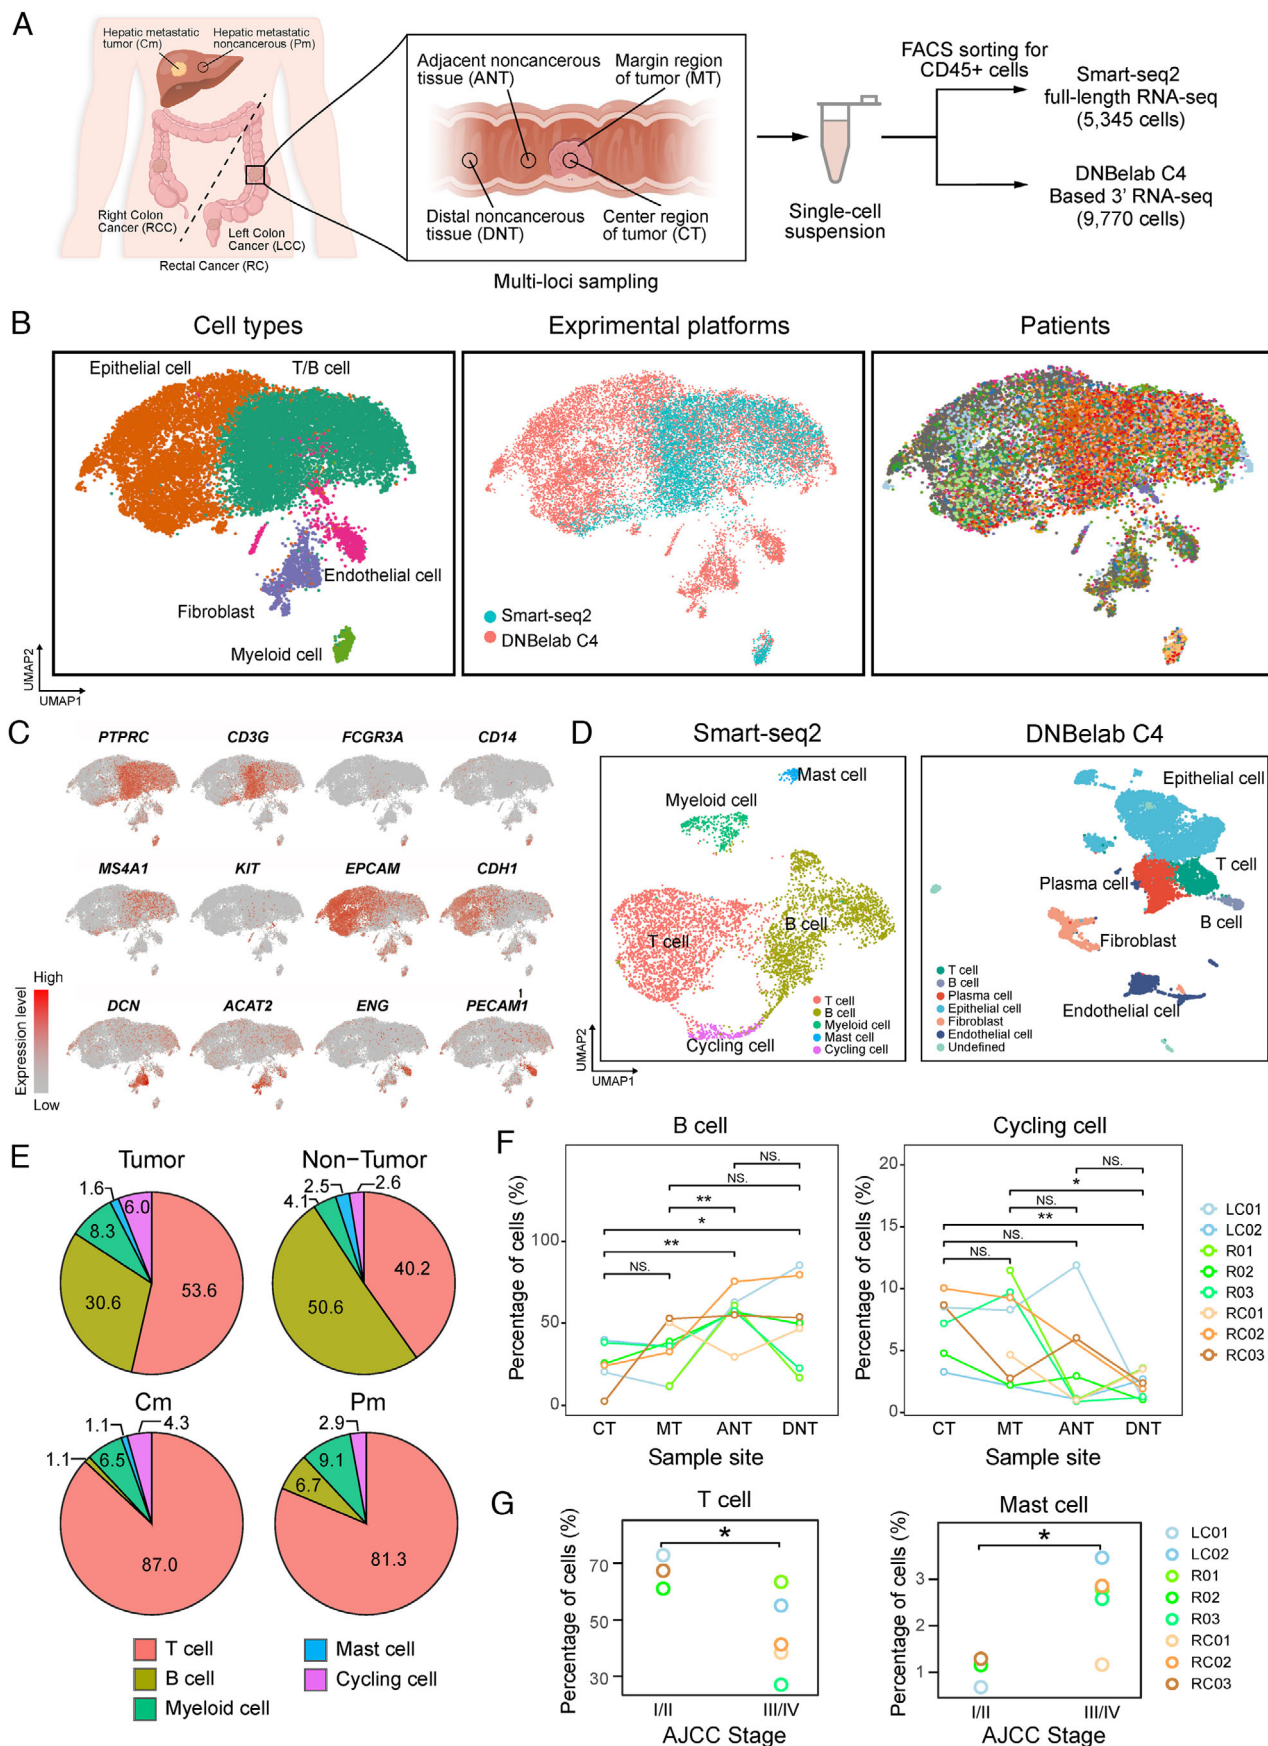 A
Hepatic metastatic
tumor (Cm)
Hepatic metastatic
noncancerous (Pm)
Right Colon
Cancer (RCC)
Left Colon
Cancer (LCC)
Rectal Cancer (RC)
Adjacent noncancerous
tissue (ANT)
Margin region
of tumor (MT)
Distal noncancerous
tissue (DNT)
Center region
of tumor (CT)
Multi-loci sampling
Single-cell
suspension
FACS sorting for
CD45+ cells
Smart-seq2
full-length RNA-seq
(5,345 cells)
DNBelab C4
Based 3' RNA-seq
(9,770 cells)
B
Cell types
Exprimental platforms
Patients
Epithelial cell
T/B cell
Endothelial cell
Fibroblast
Myeloid cell
UMAP2
UMAP1
Smart-seq2
DNBelab C4
C
PTPRC
CD3G
FCGR3A
CD14
MS4A1
KIT
EPCAM
CDH1
DCN
ACAT2
ENG
PECAM1
1
High
Expression level
Low
D
Smart-seq2
DNBelab C4
Mast cell
Myeloid cell
T cell
B cell
Cycling cell
T cell
B cell
Myeloid cell
Mast cell
Cycling cell
UMAP2
UMAP1
Epithelial cell
T cell
Plasma cell
B cell
Fibroblast
Endothelial cell
T cell
B cell
Plasma cell
Epithelial cell
Fibroblast
Endothelial cell
Undefined
E
Tumor
1.6
6.0
8.3
30.6
53.6
Non-Tumor
2.5
2.6
4.1
40.2
50.6
Cm
1.1
4.3
1.1
6.5
87.0
Pm
2.9
9.1
6.7
81.3
T cell
B cell
Myeloid cell
Mast cell
Cycling cell
F
B cell
Percentage of cells (%)
100
50
0
NS.
NS.
**
*
**
NS.
CT MT ANT DNT
Sample site
Cycling cell
Percentage of cells (%)
20
15
10
5
0
NS.
*
NS.
**
NS.
NS.
CT MT ANT DNT
Sample site
LC01
LC02
R01
R02
R03
RC01
RC02
RC03
G
T cell
Percentage of cells (%)
70
50
30
*
I/II III/IV
AJCC Stage
Mast cell
Percentage of cells (%)
3
2
1
*
I/II III/IV
AJCC Stage
LC01
LC02
R01
R02
R03
RC01
RC02
RC03